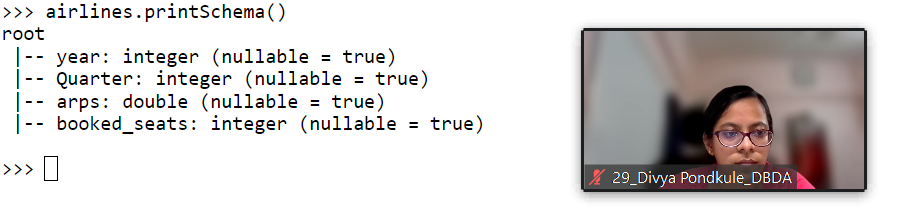 >>> airlines.printSchema()
root
 |-- year: integer (nullable = true)
 |-- Quarter: integer (nullable = true)
 |-- arps: double (nullable = true)
 |-- booked_seats: integer (nullable = true)
>>>
29_Divya Pondkule_DBDA